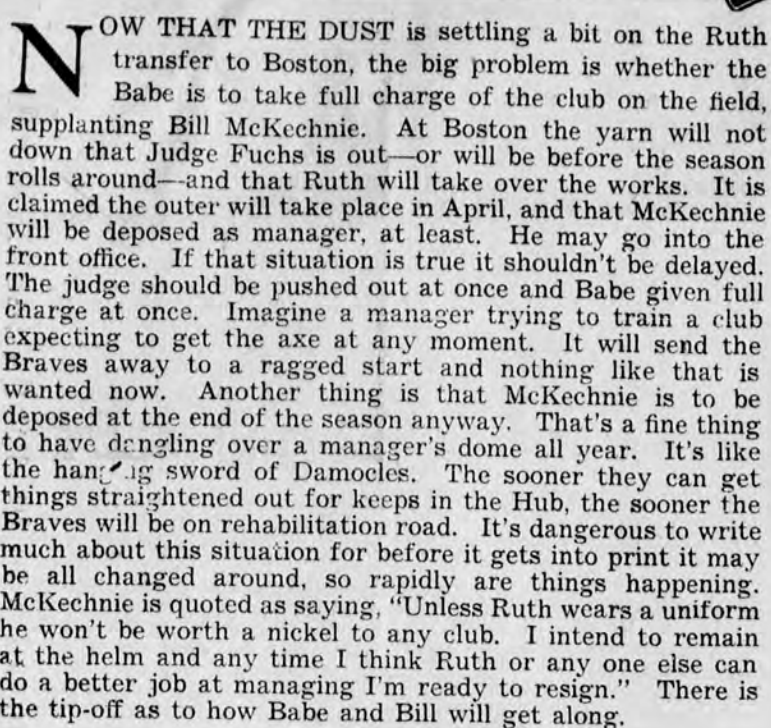 NOW THAT THE DUST is settling a bit on the Ruth
transfer to Boston, the big problem is whether the
Babe is to take full charge of the club on the field,
supplanting Bill McKechnie. At Boston the yarn will not
down that Judge Fuchs is out—or will be before the season
rolls around—and that Ruth will take over the works. It is
claimed the outer will take place in April, and that McKechnie
will be deposed as manager, at least. He may go into the
front office. If that situation is true it shouldn't be delayed.
The judge should be pushed out at once and Babe given full
charge at once. Imagine a manager trying to train a club
expecting to get the axe at any moment. It will send the
Braves away to a ragged start and nothing like that is
wanted now. Another thing is that McKechnie is to be
deposed at the end of the season anyway. That's a fine thing
to have dangling over a manager's dome all year. It's like
the hanging sword of Damocles. The sooner they can get
things straightened out for keeps in the Hub, the sooner the
Braves will be on rehabilitation road. It's dangerous to write
much about this situation for before it gets into print it may
be all changed around, so rapidly are things happening.
McKechnie is quoted as saying, "Unless Ruth wears a uniform
he won't be worth a nickel to any club. I intend to remain
at the helm and any time I think Ruth or any one else can
do a better job at managing I'm ready to resign." There is
the tip-off as to how Babe and Bill will get along.